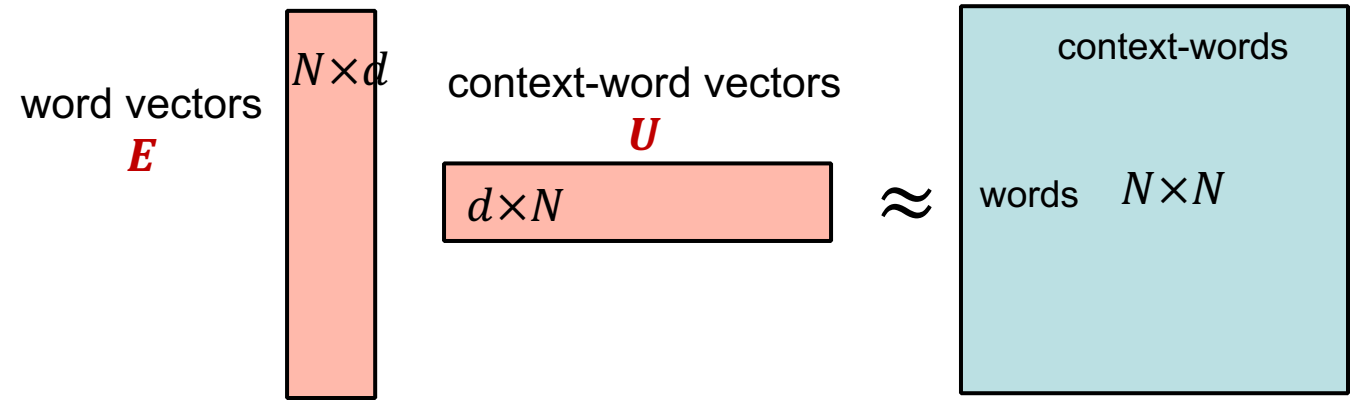 word vectors
E
N×d
context-word vectors
U
d×N
≈
context-words
words N×N